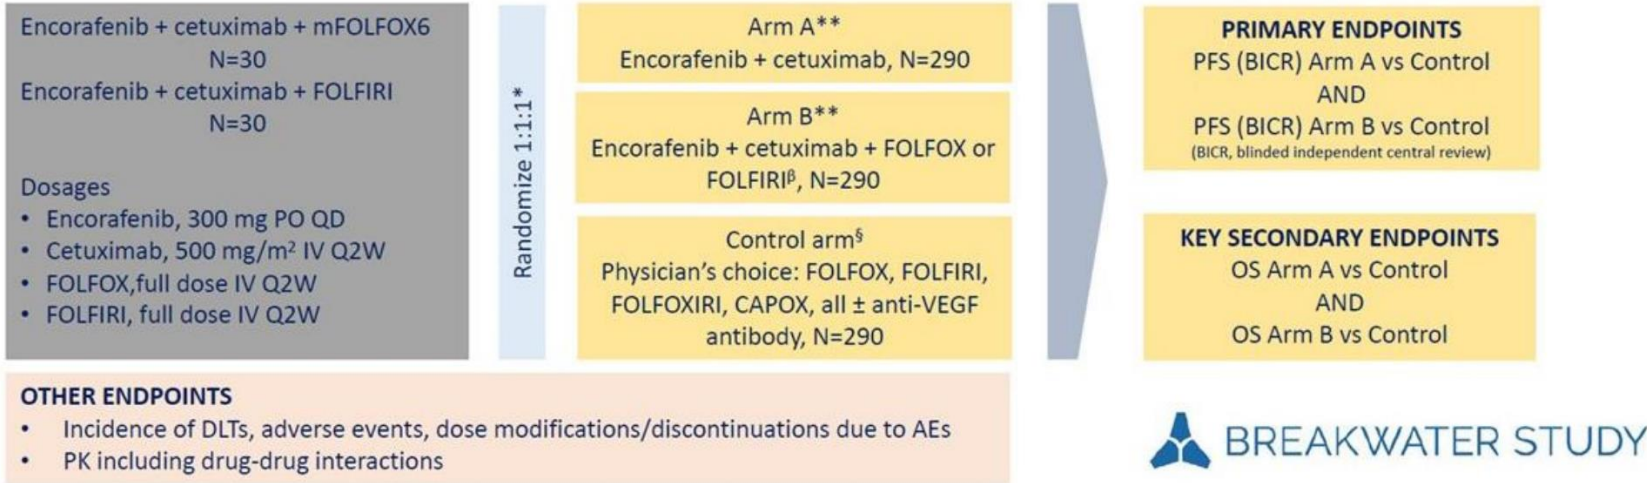 Encorafenib + cetuximab + mFOLFOX6
N=30
Encorafenib + cetuximab + FOLFIRI
N=30
Dosages
• Encorafenib, 300 mg PO QD
• Cetuximab, 500 mg/m² IV Q2W
• FOLFOX,full dose IV Q2W
• FOLFIRI, full dose IV Q2W
Randomize 1:1:1*
Arm A**
Encorafenib + cetuximab, N=290
Arm B**
Encorafenib + cetuximab + FOLFOX or
FOLFIRIᵝ, N=290
Control arm§
Physician's choice: FOLFOX, FOLFIRI,
FOLFOXIRI, CAPOX, all ± anti-VEGF
antibody, N=290
PRIMARY ENDPOINTS
PFS (BICR) Arm A vs Control
AND
PFS (BICR) Arm B vs Control
(BICR, blinded independent central review)
KEY SECONDARY ENDPOINTS
OS Arm A vs Control
AND
OS Arm B vs Control
OTHER ENDPOINTS
• Incidence of DLTs, adverse events, dose modifications/discontinuations due to AEs
• PK including drug-drug interactions
BREAKWATER STUDY